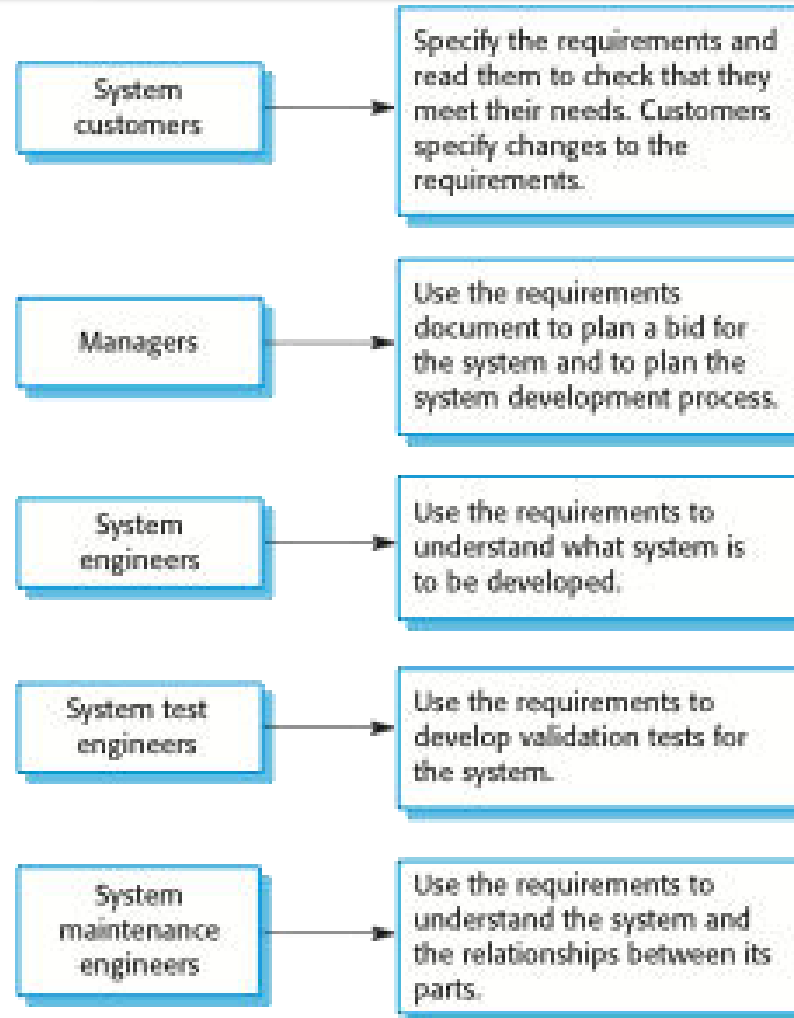 System
customers
Specify the requirements and
read them to check that they
meet their needs. Customers
specify changes to the
requirements.
Managers
Use the requirements
document to plan a bid for
the system and to plan the
system development process.
System
engineers
Use the requirements to
understand what system is
to be developed.
System test
engineers
Use the requirements to
develop validation tests for
the system.
System
maintenance
engineers
Use the requirements to
understand the system and
the relationships between its
parts.